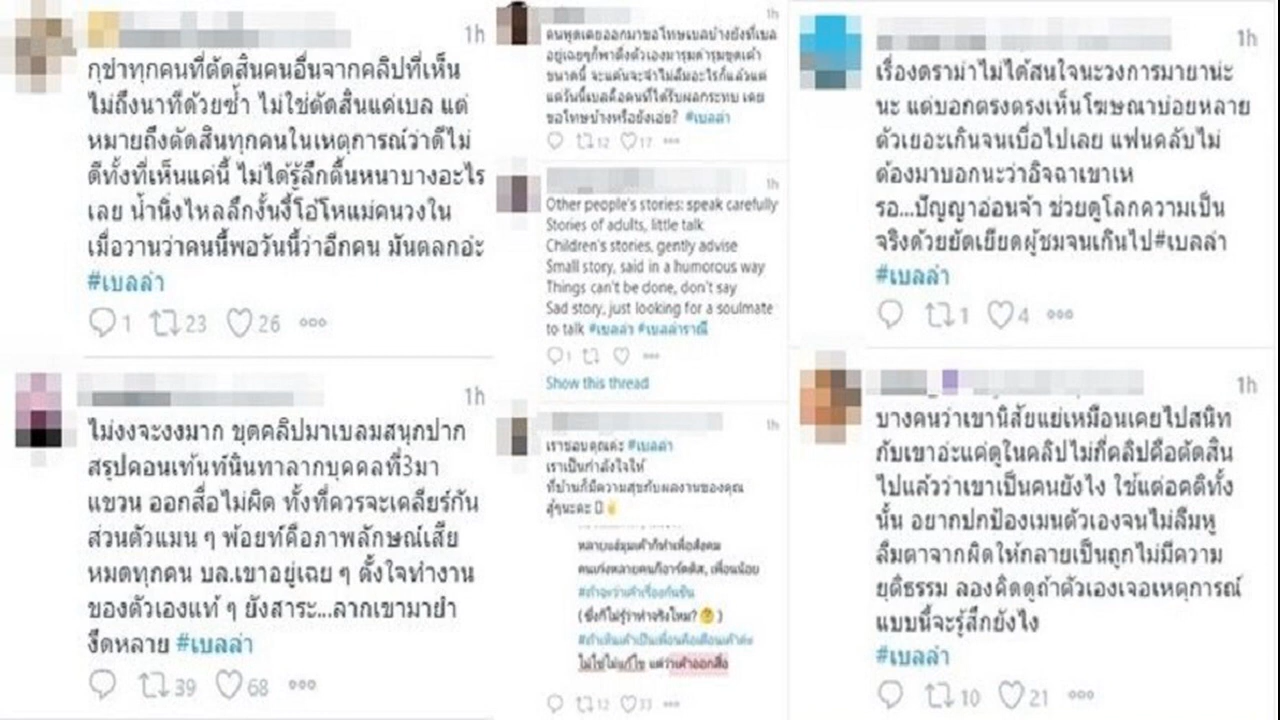 1h
กุขำทุกคนที่ตัดสินคนอื่นจากคลิปที่เห็น
ไม่ถึงนาทีด้วยซ้ำ ไม่ใช่ตัดสินแค่เบล แต่
หมายถึงตัดสินทุกคนในเหตุการณ์ว่าดีไม่
ดีทั้งที่เห็นแค่นี้ ไม่ได้รู้ลึกตื้นหนาบางอะไร
เลย น้ำนิ่งไหลลึกงั้นงี้โอ้โหแม่คนวงใน
เมื่อวานว่าคนนี้พอวันนี้ว่าอีกคน มันตลกอ่ะ
#เบลล่า
1 23 26
1h
ไม่งงจะงงมาก ขุดคลิปมาเบลมสนุกปาก
สรุปคอนเท้นท์นินทาลากบุคคลที่3มา
แขวน ออกสื่อไม่ผิด ทั้งที่ควรจะเคลียร์กัน
ส่วนตัวแมน ๆ พ้อยท์คือภาพลักษณ์เสีย
หมดทุกคน บล.เขาอยู่เฉย ๆ ตั้งใจทำงาน
ของตัวเองแท้ ๆ ยังสาระ...ลากเขามายำ
งึดหลาย #เบลล่า
39 68
1h
คนพูดเคยออกมาขอโทษเบลบ้างยังที่เบล
อยู่เฉยๆก็พาดึงตัวเองมารุมด่ารุมขุดเค้า
ขนาดนี้ จะแค้นจะจำไม่ลืมอะไรก็แล้วแต่
แต่วันนี้เบลคือคนที่ได้รับผลกระทบ เคย
ขอโทษบ้างหรือยังเอ่ย? #เบลล่า
12 17
1h
Other people's stories: speak carefully
Stories of adults, little talk
Children's stories, gently advise
Small story, said in a humorous way
Things can't be done, don't say
Sad story, just looking for a soulmate
to talk #เบลล่า #เบลล่าราณี
1
Show this thread
1h
เราชอบคุณค่ะ #เบลล่า
เราเป็นกำลังใจให้
ที่บ้านก็มีความสุขกับผลงานของคุณ
สู้ๆนะคะ
หลายแง่มุมเค้าก็ทำเพื่อสังคม
คนเก่งหลายคนก็อาร์ตติส, เพื่อนน้อย
#ถ้าจะว่าเค้าเรื่องกันซีน
( ซึ่งก็ไม่รู้ว่าทำจริงไหม? 🤔 )
#ถ้าเห็นเค้าเป็นเพื่อนคือเตือนเค้าค่ะ
ไม่ใช่ไม่แก้ไข แต่ว่าเค้าออกสื่อ
12 33
1h
เรื่องดราม่าไม่ได้สนใจนะวงการมายาน่ะ
นะ แต่บอกตรงตรงเห็นโฆษณาบ่อยหลาย
ตัวเยอะเกินจนเบื่อไปเลย แฟนคลับไม่
ต้องมาบอกนะว่าอิจฉาเขาเห
รอ...ปัญญาอ่อนจ้า ช่วยดูโลกความเป็น
จริงด้วยยัดเยียดผู้ชมจนเกินไป#เบลล่า
#เบลล่า
1 4
1h
บางคนว่าเขานิสัยแย่เหมือนเคยไปสนิท
กับเขาอ่ะแค่ดูในคลิปไม่กี่คลิปคือตัดสิน
ไปแล้วว่าเขาเป็นคนยังไง ใช้แต่อคติทั้ง
นั้น อยากปกป้องเมนตัวเองจนไม่ลืมหู
ลืมตาจากผิดให้กลายเป็นถูกไม่มีความ
ยุติธรรม ลองคิดดูถ้าตัวเองเจอเหตุการณ์
แบบนี้จะรู้สึกยังไง
#เบลล่า
10 21